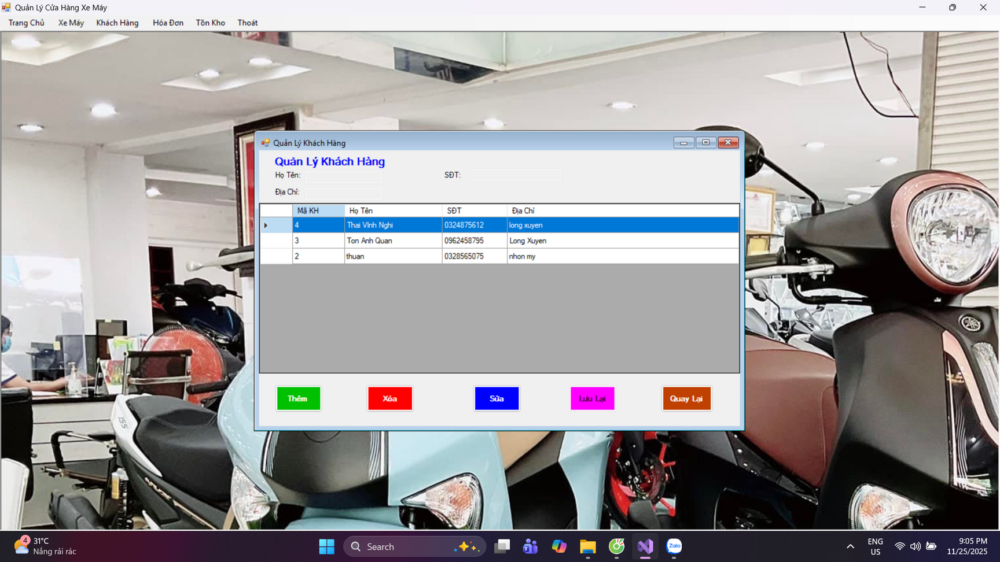 Quản Lý Cửa Hàng Xe Máy
Trang Chủ Xe Máy Khách Hàng Hóa Đơn Tồn Kho Thoát
Quản Lý Khách Hàng
Quản Lý Khách Hàng
Họ Tên: SĐT:
Địa Chỉ:
Mã KH Họ Tên SĐT Địa Chỉ
4 Thai VInh Nghi 0324875612 long xuyen
3 Ton Anh Quan 0962458795 Long Xuyen
2 thuan 0328565075 nhon my
Thêm Xóa Sửa Lưu Lại Quay Lại
155
4 31°C
Nắng rải rác
Search
Zalo
ENG
US
9:05 PM
11/25/2025